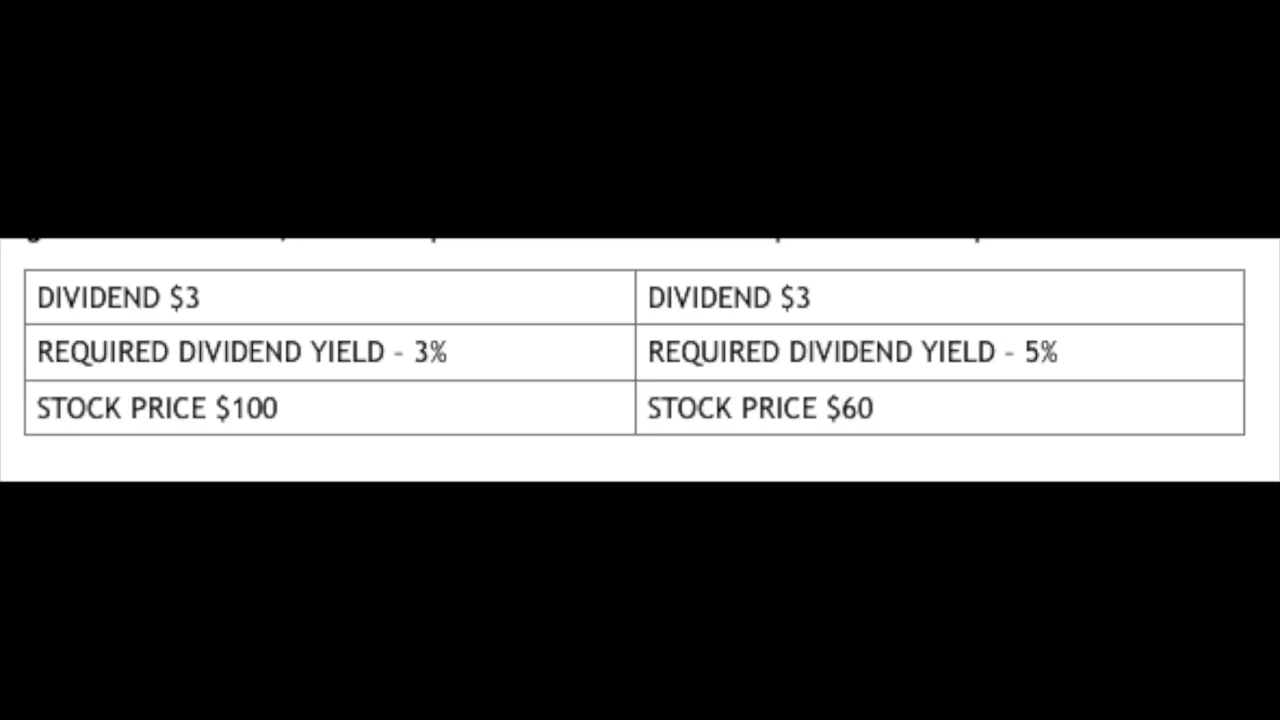 DIVIDEND $3
DIVIDEND $3
REQUIRED DIVIDEND YIELD – 3%
REQUIRED DIVIDEND YIELD – 5%
STOCK PRICE $100
STOCK PRICE $60